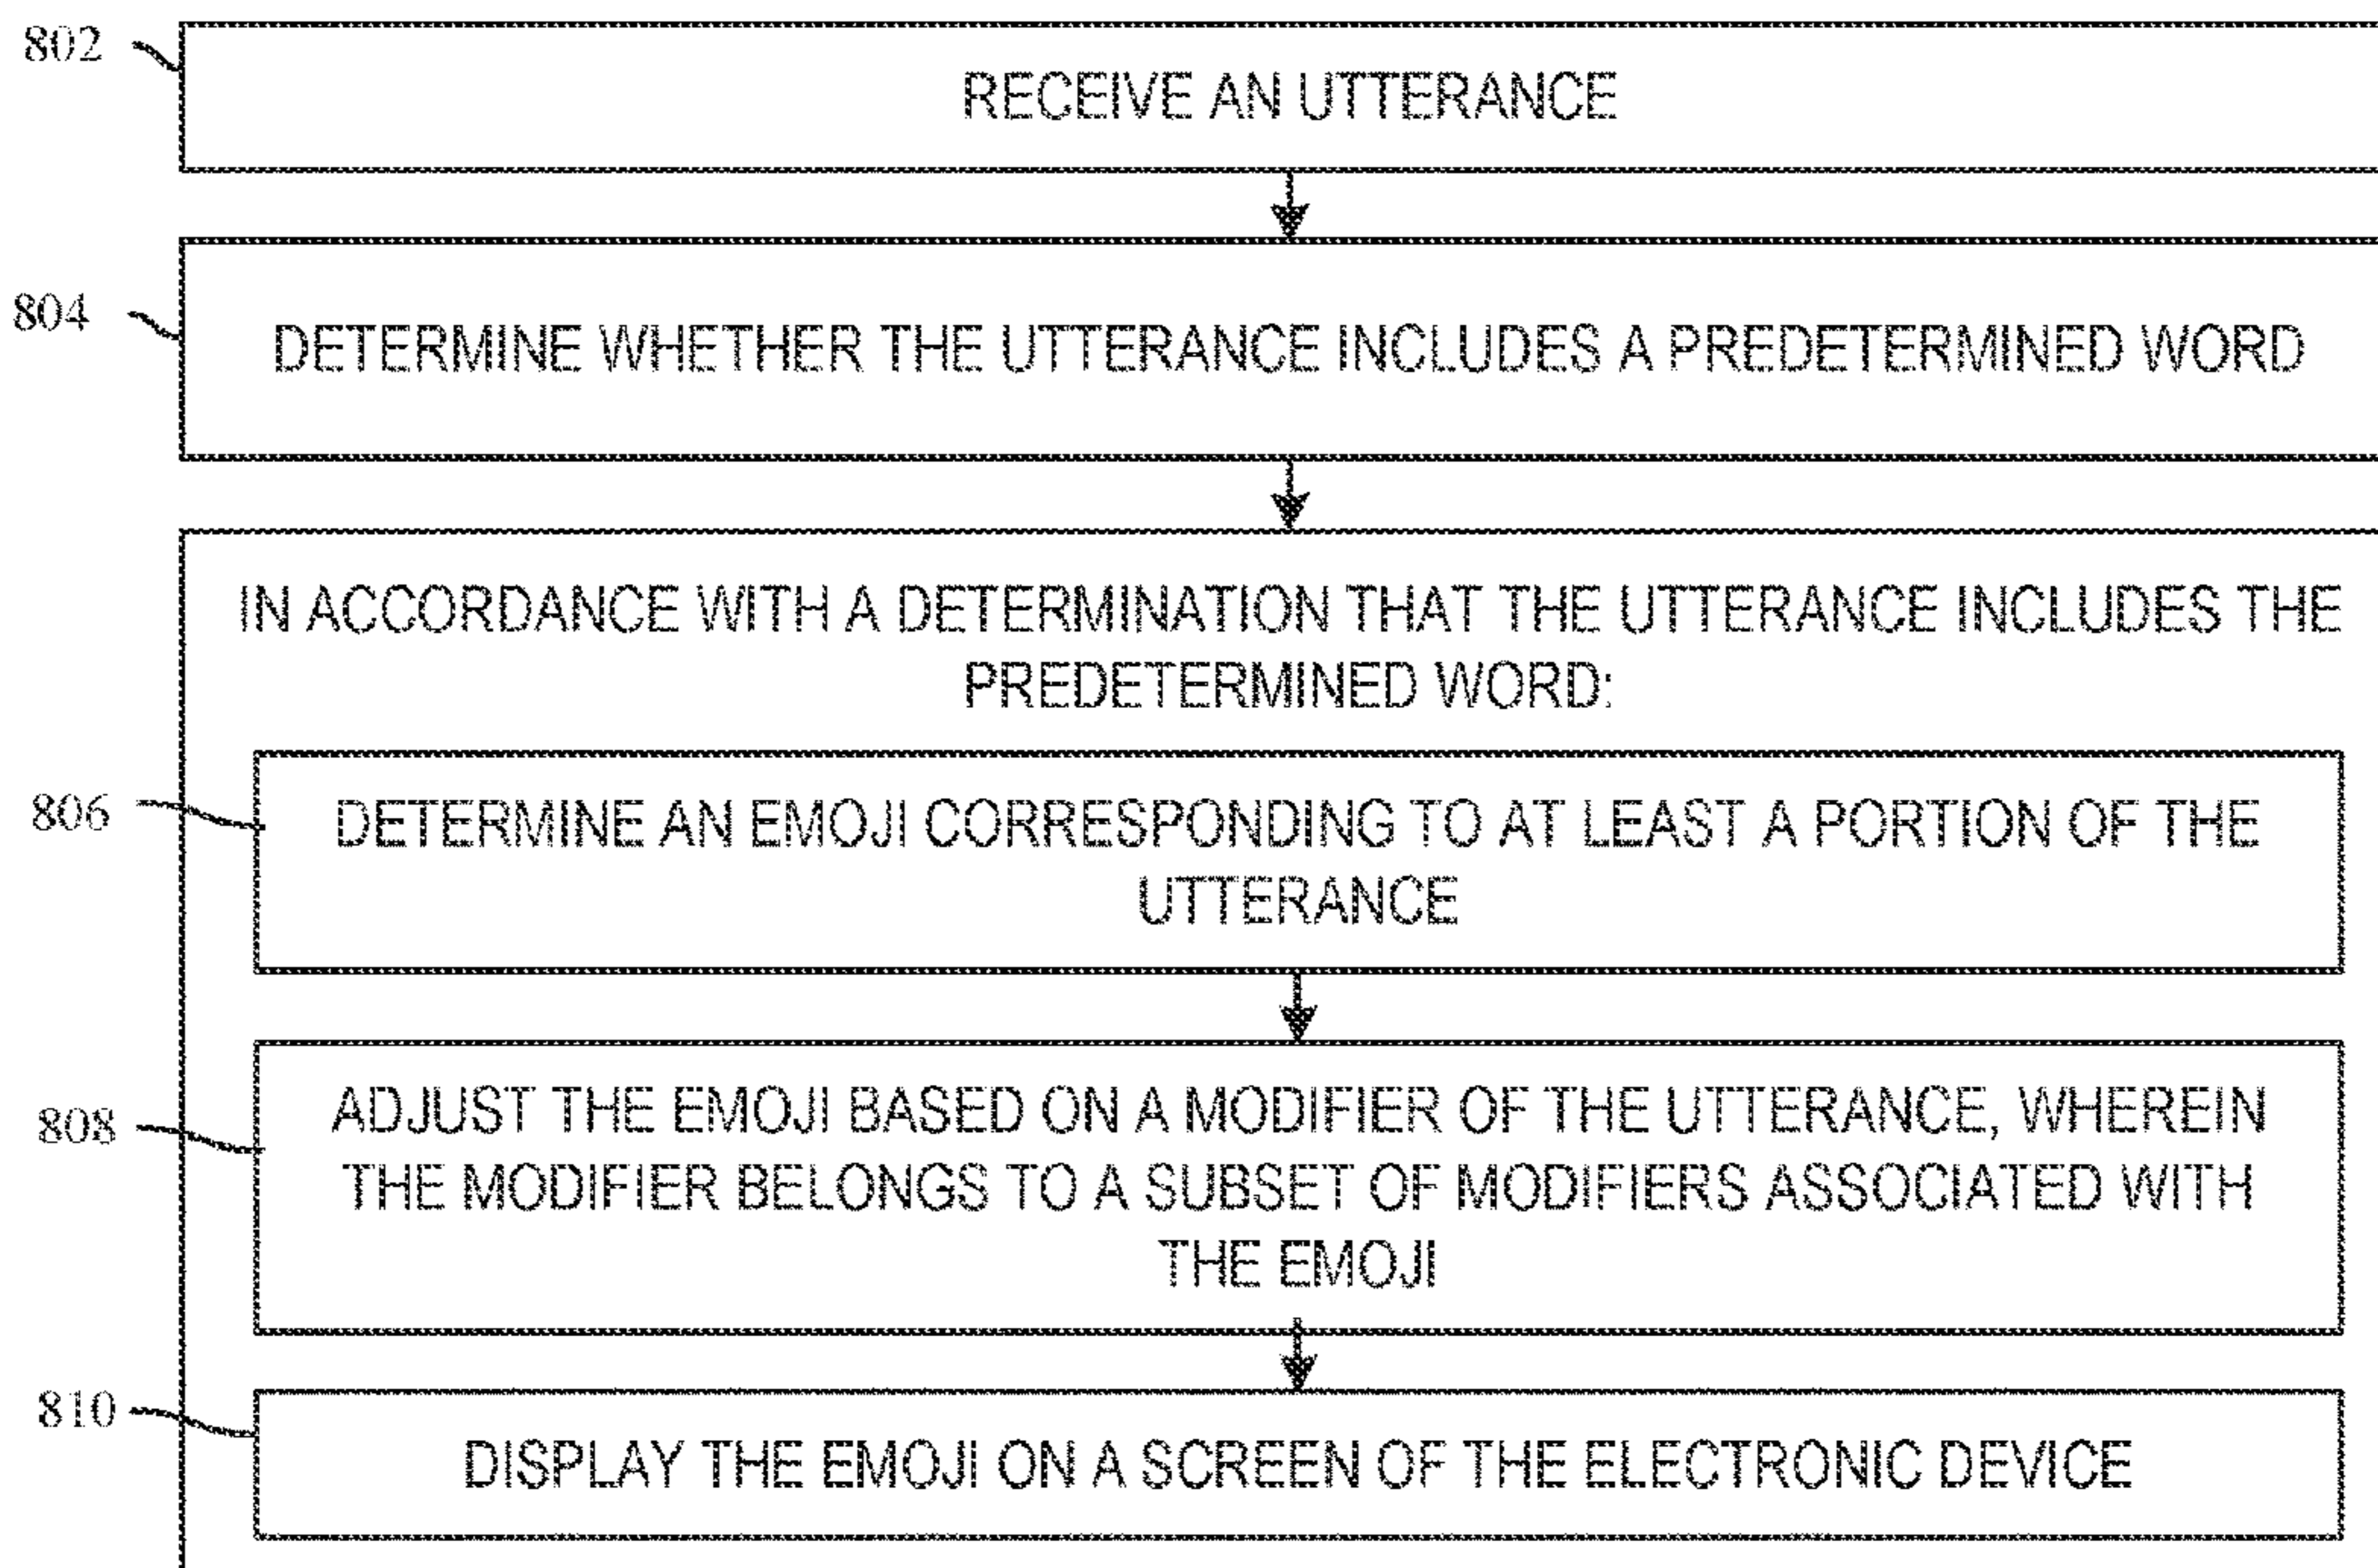 802
RECEIVE AN UTTERANCE
804
DETERMINE WHETHER THE UTTERANCE INCLUDES A PREDETERMINED WORD
IN ACCORDANCE WITH A DETERMINATION THAT THE UTTERANCE INCLUDES THE
PREDETERMINED WORD:
806
DETERMINE AN EMOJI CORRESPONDING TO AT LEAST A PORTION OF THE
UTTERANCE
808
ADJUST THE EMOJI BASED ON A MODIFIER OF THE UTTERANCE, WHEREIN
THE MODIFIER BELONGS TO A SUBSET OF MODIFIERS ASSOCIATED WITH
THE EMOJI
810
DISPLAY THE EMOJI ON A SCREEN OF THE ELECTRONIC DEVICE